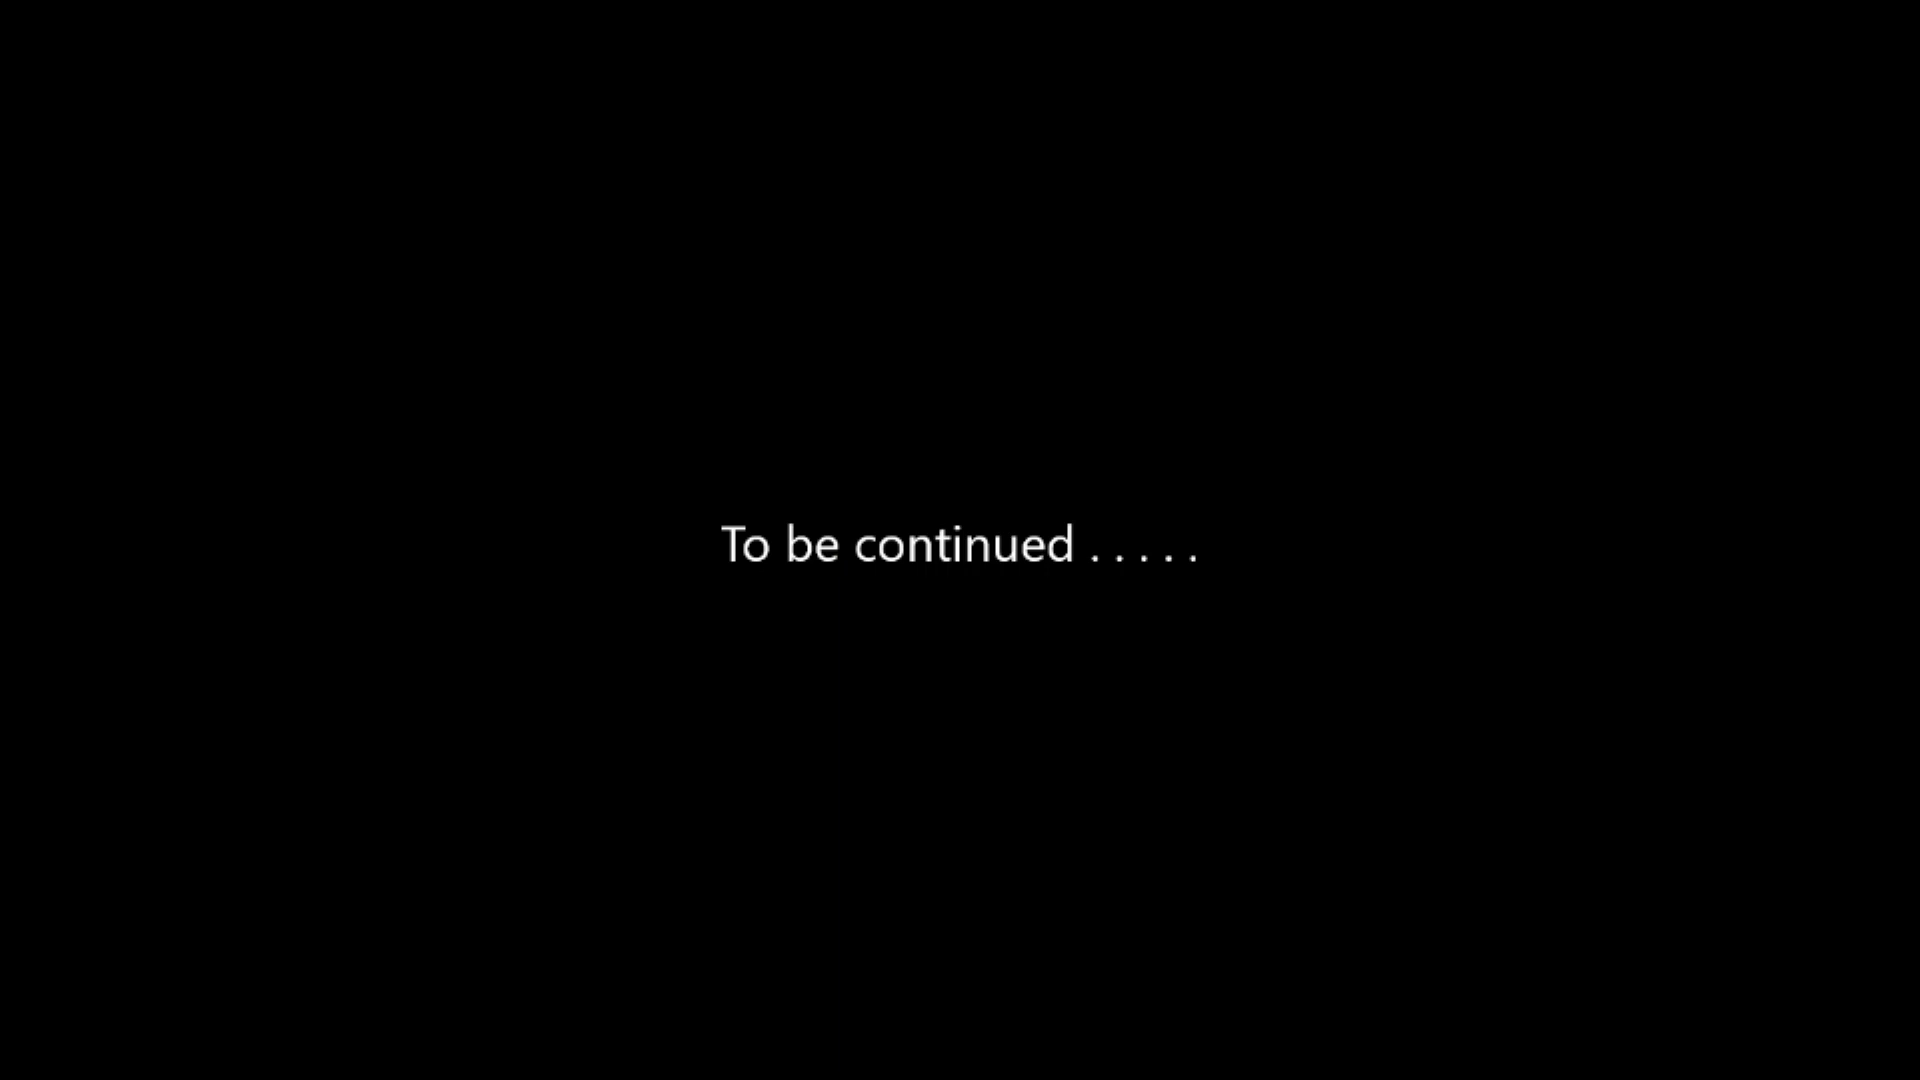 To be continued . . . . .